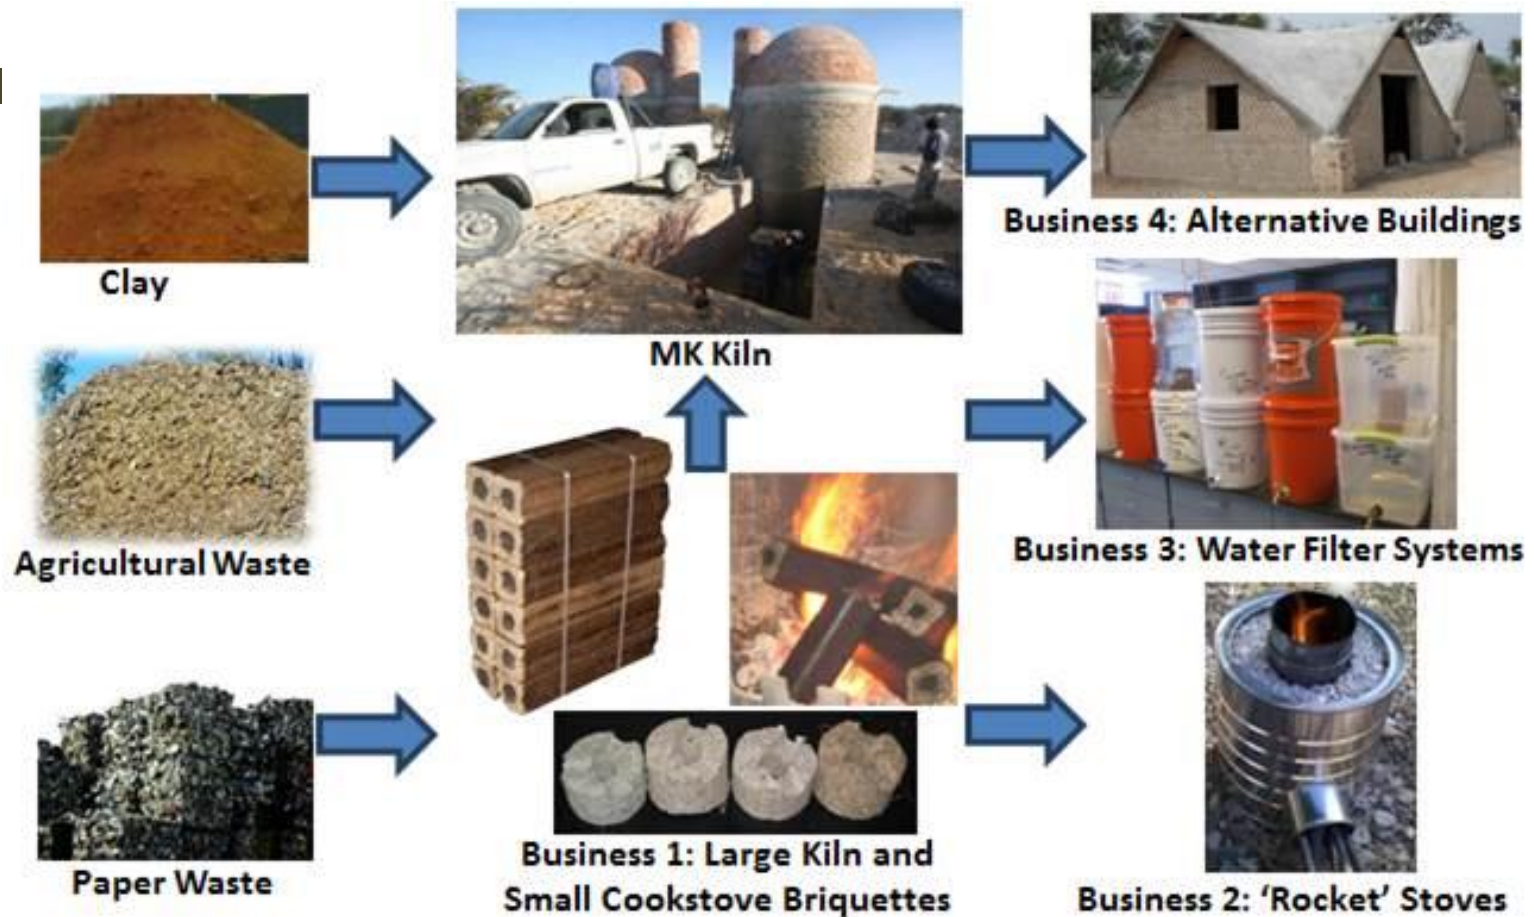 Clay
MK Kiln
Business 4: Alternative Buildings
Agricultural Waste
Business 3: Water Filter Systems
Paper Waste
Business 1: Large Kiln and
Small Cookstove Briquettes
Business 2: ‘Rocket’ Stoves